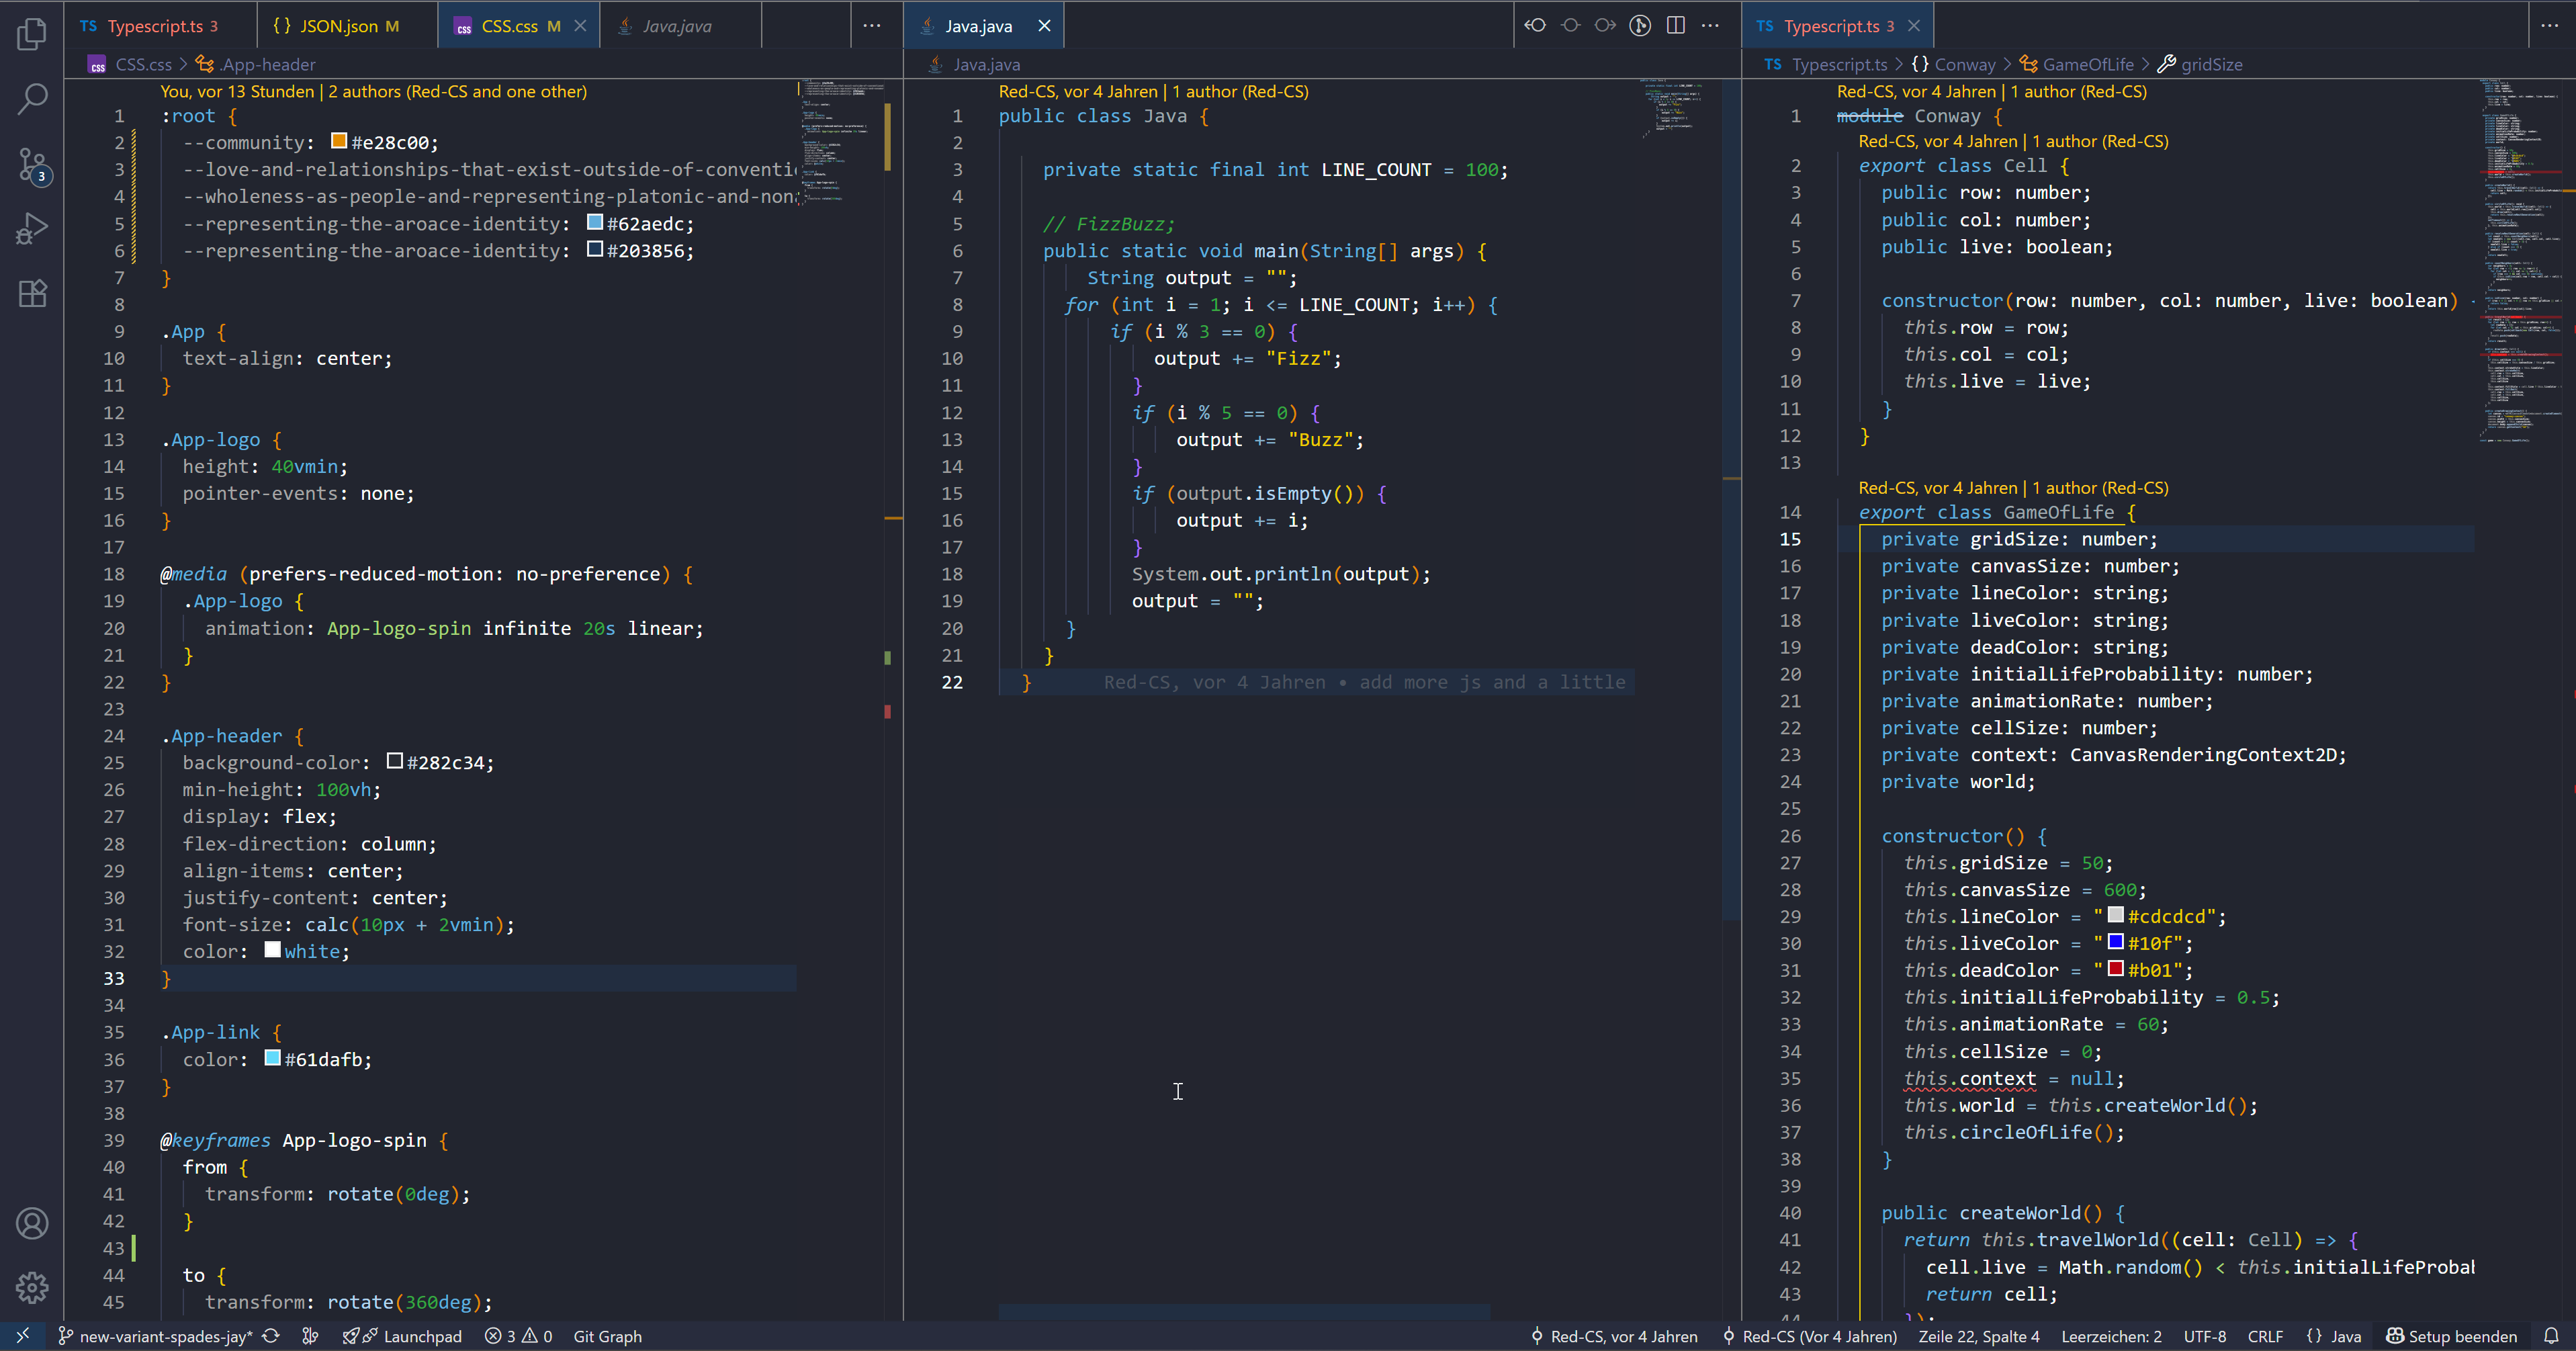 TS Typescript.ts 3
{} JSON.json M
CSS CSS.css M
Java.java
CSS CSS.css > .App-header
You, vor 13 Stunden | 2 authors (Red-CS and one other)
1 :root {
2 --community: #e28c00;
3 --love-and-relationships-that-exist-outside-of-conventi
4 --wholeness-as-people-and-representing-platonic-and-non
5 --representing-the-aroace-identity: #62aedc;
6 --representing-the-aroace-identity: #203856;
7 }
8
9 .App {
10 text-align: center;
11 }
12
13 .App-logo {
14 height: 40vmin;
15 pointer-events: none;
16 }
17
18 @media (prefers-reduced-motion: no-preference) {
19 .App-logo {
20 animation: App-logo-spin infinite 20s linear;
21 }
22 }
23
24 .App-header {
25 background-color: #282c34;
26 min-height: 100vh;
27 display: flex;
28 flex-direction: column;
29 align-items: center;
30 justify-content: center;
31 font-size: calc(10px + 2vmin);
32 color: white;
33 }
34
35 .App-link {
36 color: #61dafb;
37 }
38
39 @keyframes App-logo-spin {
40 from {
41 transform: rotate(0deg);
42 }
43
44 to {
45 transform: rotate(360deg);
Java.java
Java.java
Red-CS, vor 4 Jahren | 1 author (Red-CS)
1 public class Java {
2
3 private static final int LINE_COUNT = 100;
4
5 // FizzBuzz;
6 public static void main(String[] args) {
7 String output = "";
8 for (int i = 1; i <= LINE_COUNT; i++) {
9 if (i % 3 == 0) {
10 output += "Fizz";
11 }
12 if (i % 5 == 0) {
13 output += "Buzz";
14 }
15 if (output.isEmpty()) {
16 output += i;
17 }
18 System.out.println(output);
19 output = "";
20 }
21 }
22 } Red-CS, vor 4 Jahren • add more js and a little
TS Typescript.ts 3
TS Typescript.ts > {} Conway > GameOfLife > gridSize
Red-CS, vor 4 Jahren | 1 author (Red-CS)
1 module Conway {
Red-CS, vor 4 Jahren | 1 author (Red-CS)
2 export class Cell {
3 public row: number;
4 public col: number;
5 public live: boolean;
6
7 constructor(row: number, col: number, live: boolean)
8 this.row = row;
9 this.col = col;
10 this.live = live;
11 }
12 }
13
Red-CS, vor 4 Jahren | 1 author (Red-CS)
14 export class GameOfLife {
15 private gridSize: number;
16 private canvasSize: number;
17 private lineColor: string;
18 private liveColor: string;
19 private deadColor: string;
20 private initialLifeProbability: number;
21 private animationRate: number;
22 private cellSize: number;
23 private context: CanvasRenderingContext2D;
24 private world;
25
26 constructor() {
27 this.gridSize = 50;
28 this.canvasSize = 600;
29 this.lineColor = "#cdcdcd";
30 this.liveColor = "#10f";
31 this.deadColor = "#b01";
32 this.initialLifeProbability = 0.5;
33 this.animationRate = 60;
34 this.cellSize = 0;
35 this.context = null;
36 this.world = this.createWorld();
37 this.circleOfLife();
38 }
39
40 public createWorld() {
41 return this.travelWorld((cell: Cell) => {
42 cell.live = Math.random() < this.initialLifeProbab
43 return cell;
44 });
3
new-variant-spades-jay* Launchpad 3 0 Git Graph
Red-CS, vor 4 Jahren Red-CS (Vor 4 Jahren) Zeile 22, Spalte 4 Leerzeichen: 2 UTF-8 CRLF {} Java Setup beenden